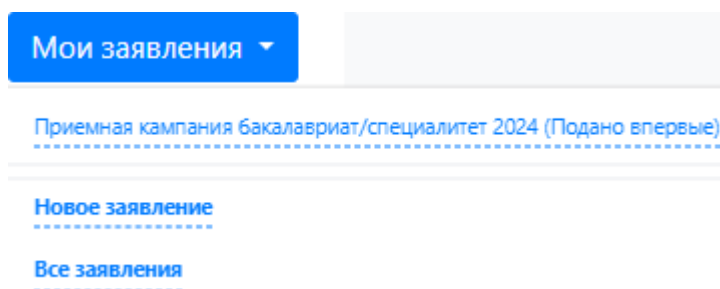 Мои заявления
Приемная кампания бакалавриат/специалитет 2024 (Подано впервые)
Новое заявление
Все заявления